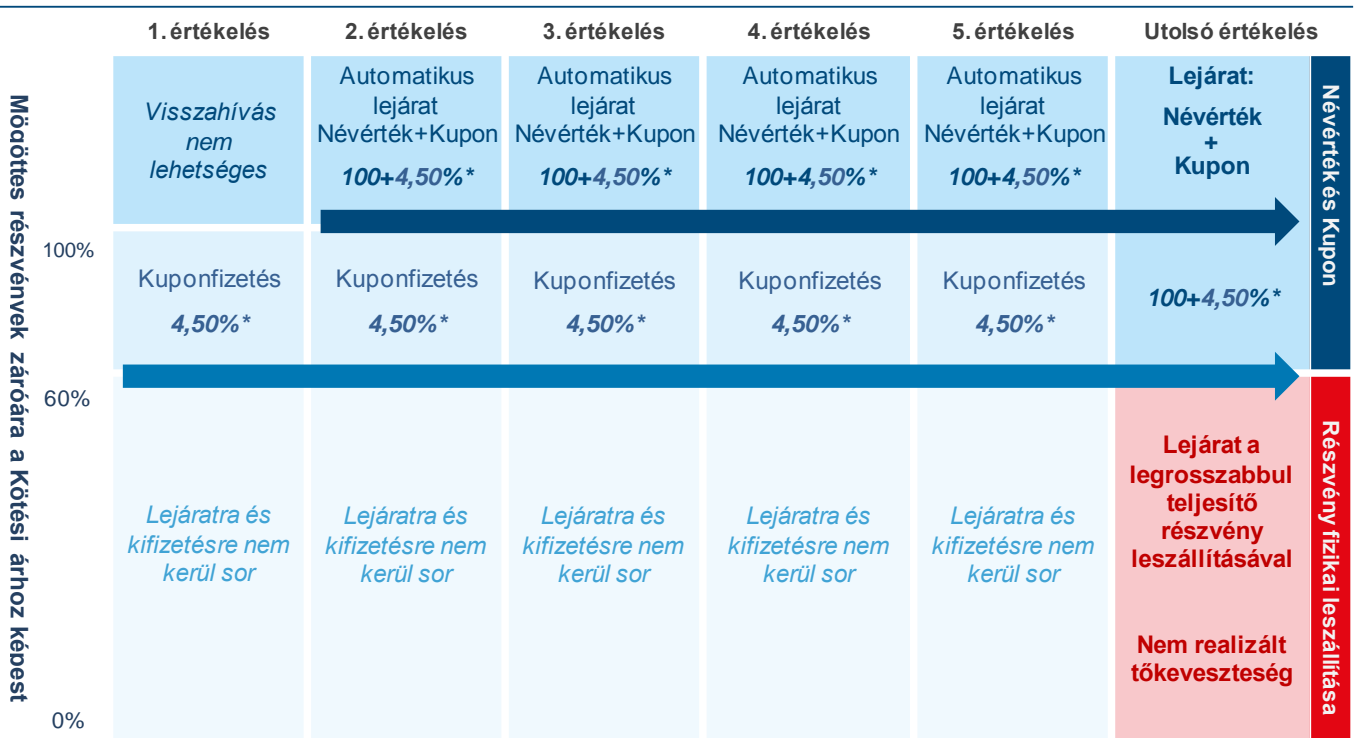 1. értékelés
2. értékelés
3. értékelés
4. értékelés
5. értékelés
Utolsó értékelés
Mögöttes részvények záróára a Kötési árhoz képest
100%
60%
0%
Visszahívás
nem
lehetséges
Automatikus
lejárat
Névérték+Kupon
100+4,50%*
Automatikus
lejárat
Névérték+Kupon
100+4,50%*
Automatikus
lejárat
Névérték+Kupon
100+4,50%*
Automatikus
lejárat
Névérték+Kupon
100+4,50%*
Lejárat:
Névérték
+
Kupon
Kuponfizetés
4,50%*
Kuponfizetés
4,50%*
Kuponfizetés
4,50%*
Kuponfizetés
4,50%*
Kuponfizetés
4,50%*
100+4,50%*
Névérték és Kupon
Lejáratra és
kifizetésre nem
kerül sor
Lejáratra és
kifizetésre nem
kerül sor
Lejáratra és
kifizetésre nem
kerül sor
Lejáratra és
kifizetésre nem
kerül sor
Lejáratra és
kifizetésre nem
kerül sor
Lejárat a
legrosszabbul
teljesítő
részvény
leszállításával
Nem realizált
tőkeveszteség
Részvény fizikai leszállítása